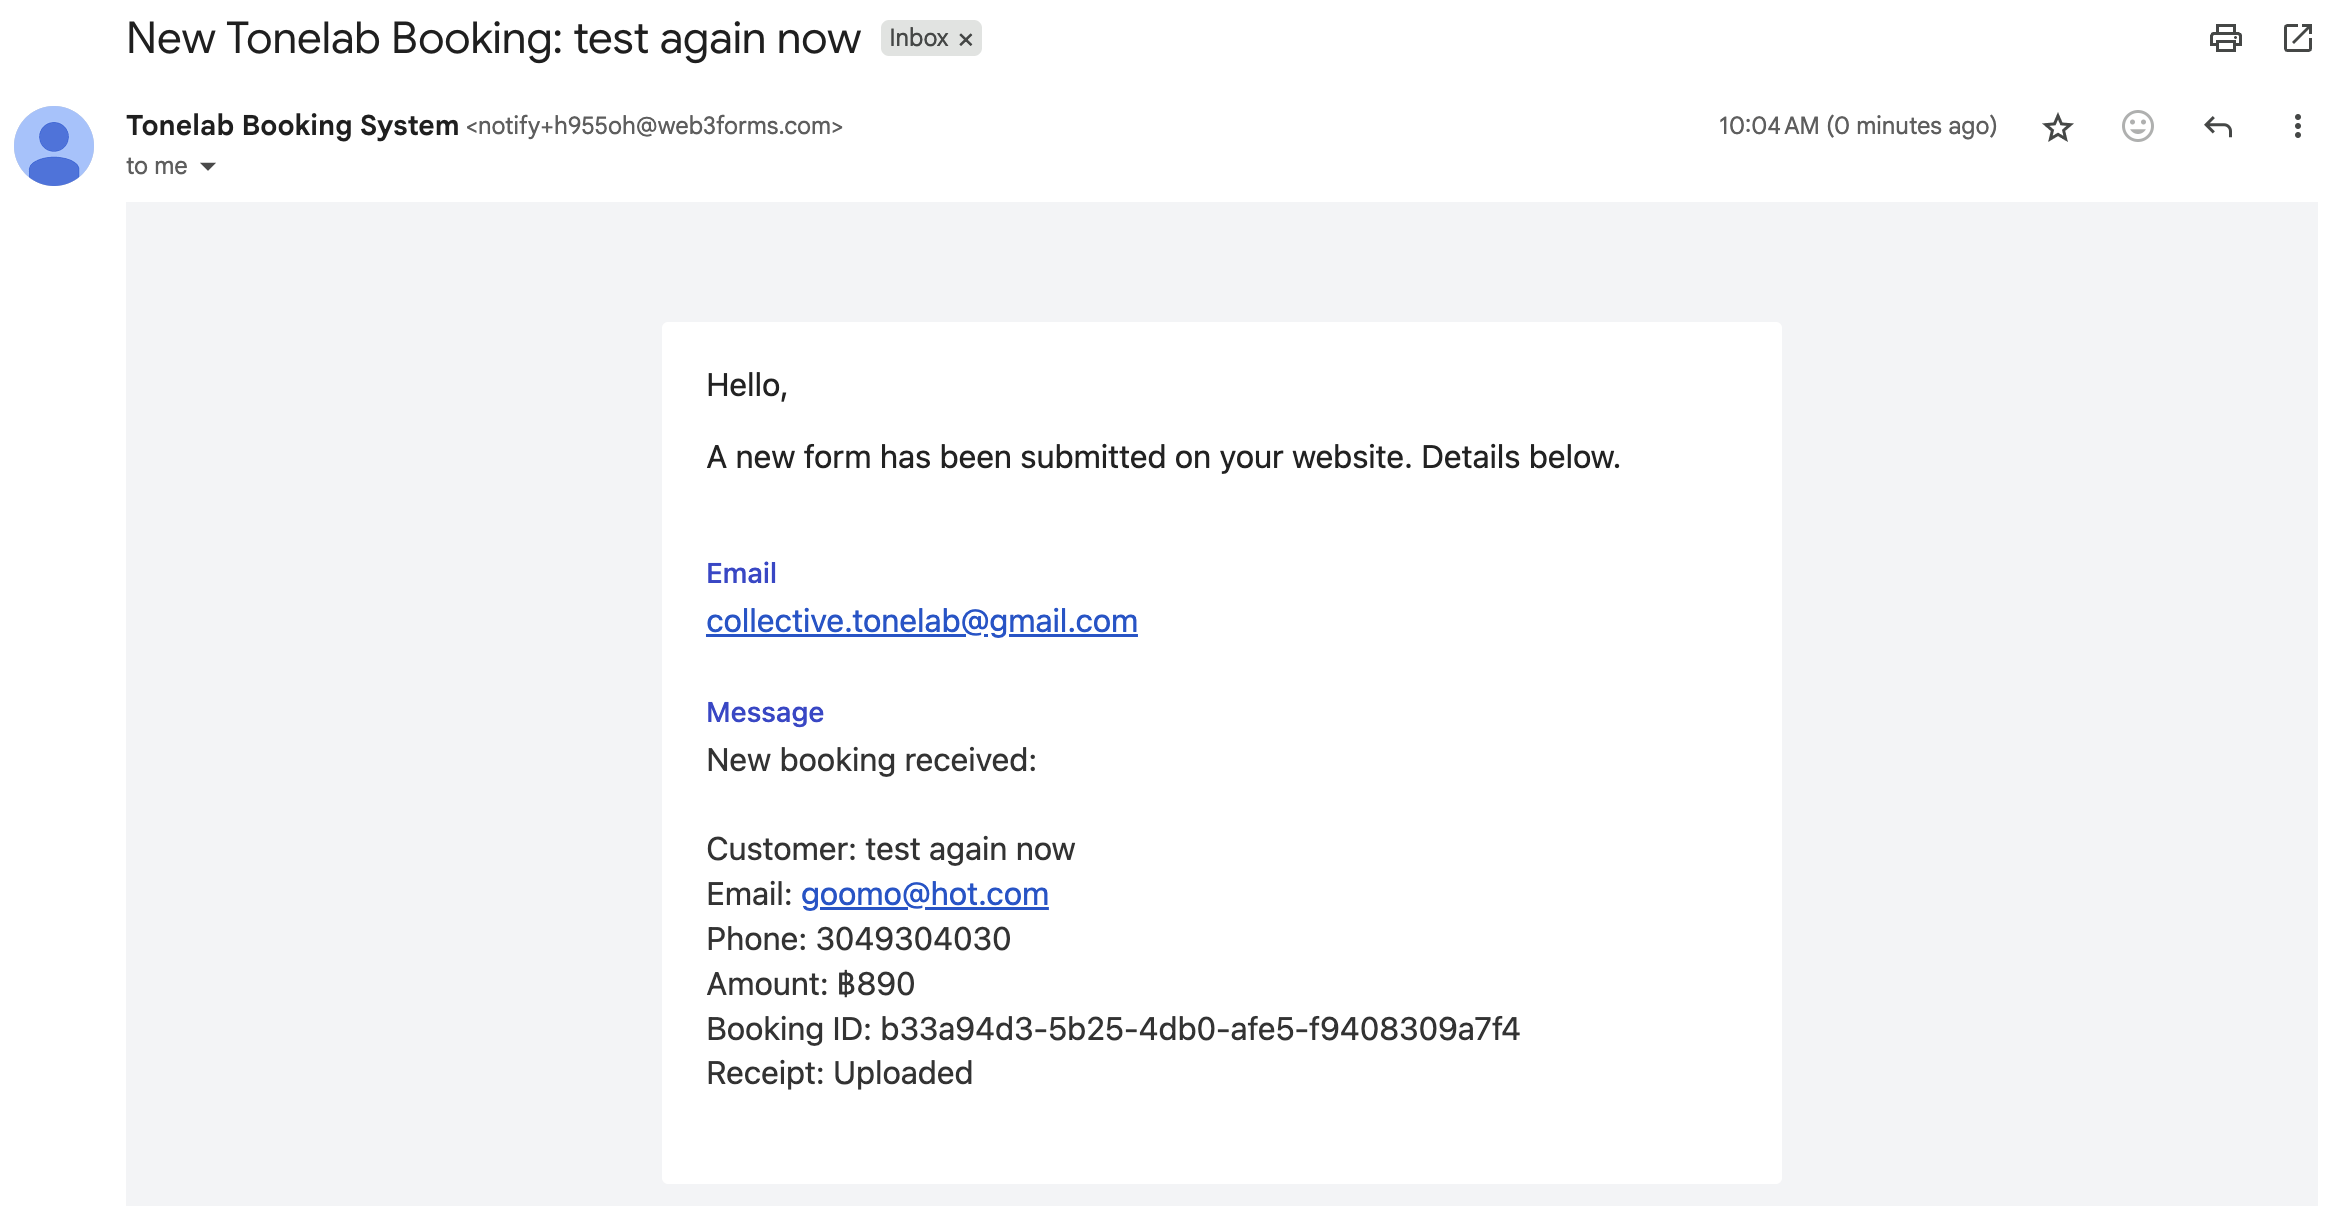 New Tonelab Booking: test again now Inbox ×
Tonelab Booking System <notify+h955oh@web3forms.com> 10:04 AM (0 minutes ago)
to me
Hello,
A new form has been submitted on your website. Details below.
Email
collective.tonelab@gmail.com
Message
New booking received:
Customer: test again now
Email: goomo@hot.com
Phone: 3049304030
Amount: ฿890
Booking ID: b33a94d3-5b25-4db0-afe5-f9408309a7f4
Receipt: Uploaded